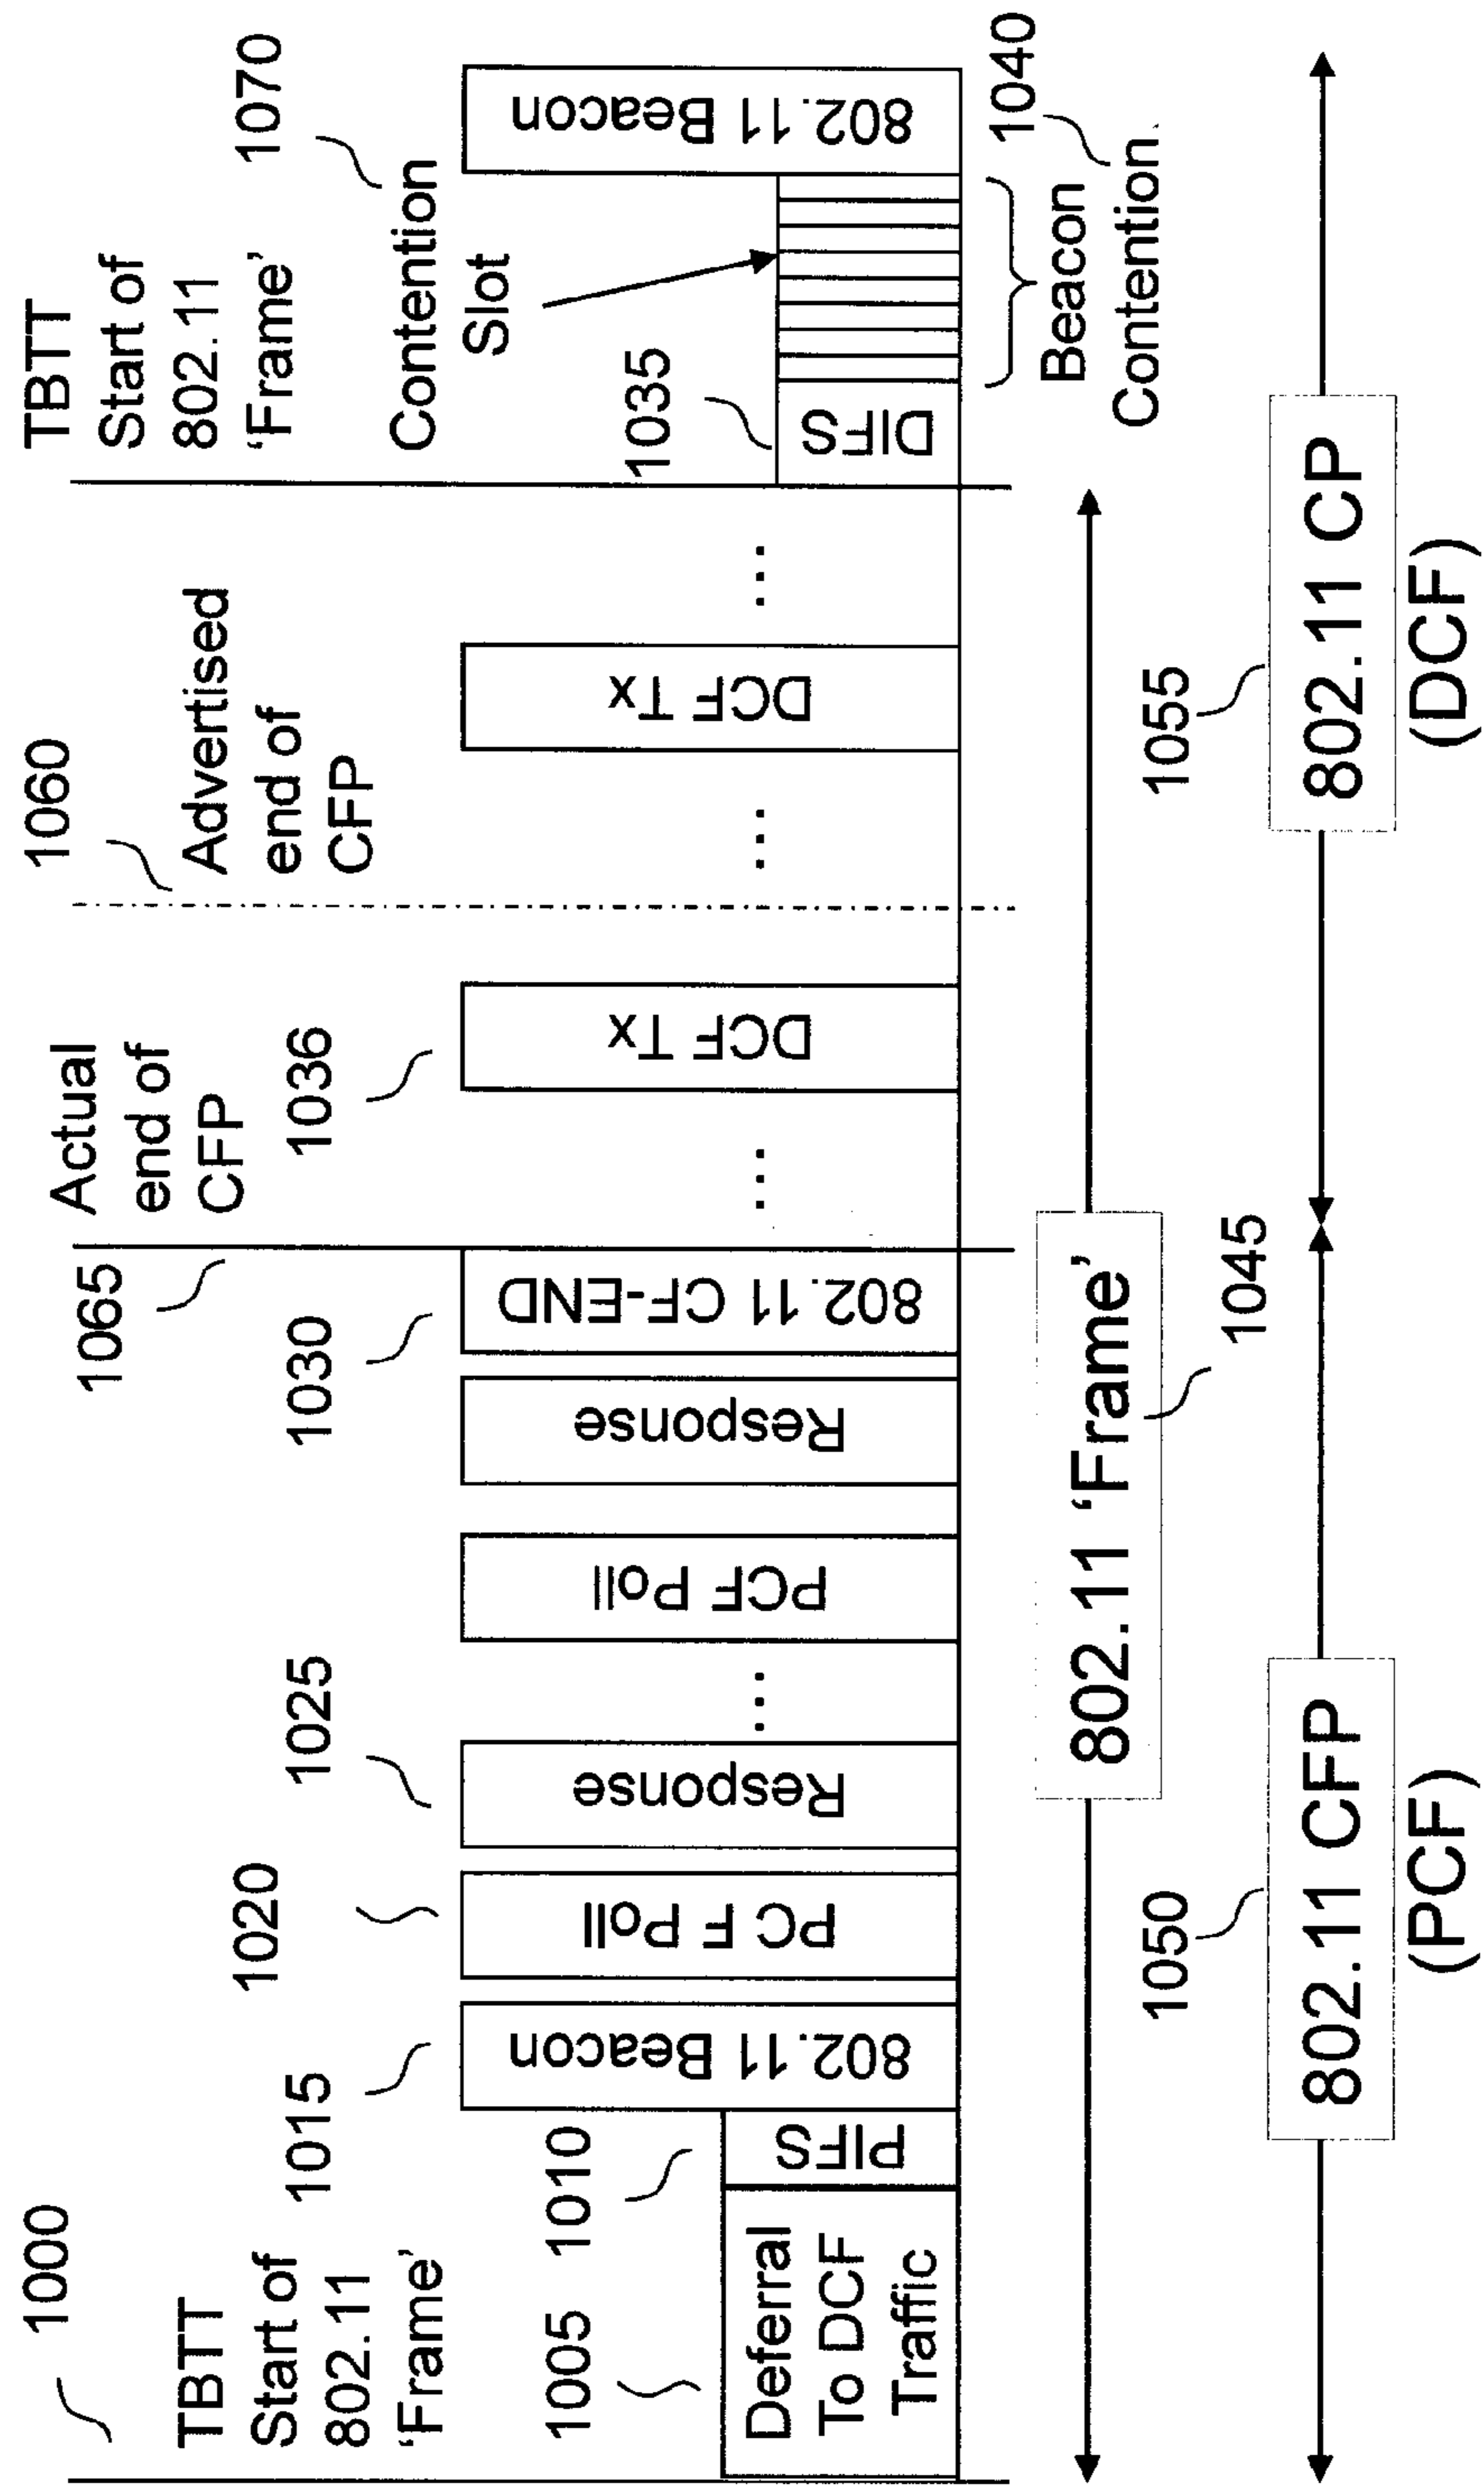 1000
TBTT
Start of
802.11
‘Frame’
1005
Deferral
To DCF
Traffic
1010
PIFS
1015
802.11 Beacon
1020
PC F Poll
1025
Response
...
PCF Poll
Response
1030
802.11 CF-END
1065
Actual
end of
CFP
...
1036
DCF Tx
1060
Advertised
end of
CFP
...
DCF Tx
...
TBTT
Start of
802.11
‘Frame’
1070
Contention
Slot
1035
DIFS
802.11 Beacon
1040
Beacon
Contention
802.11 ‘Frame’
1045
1050
802.11 CFP
(PCF)
1055
802.11 CP
(DCF)